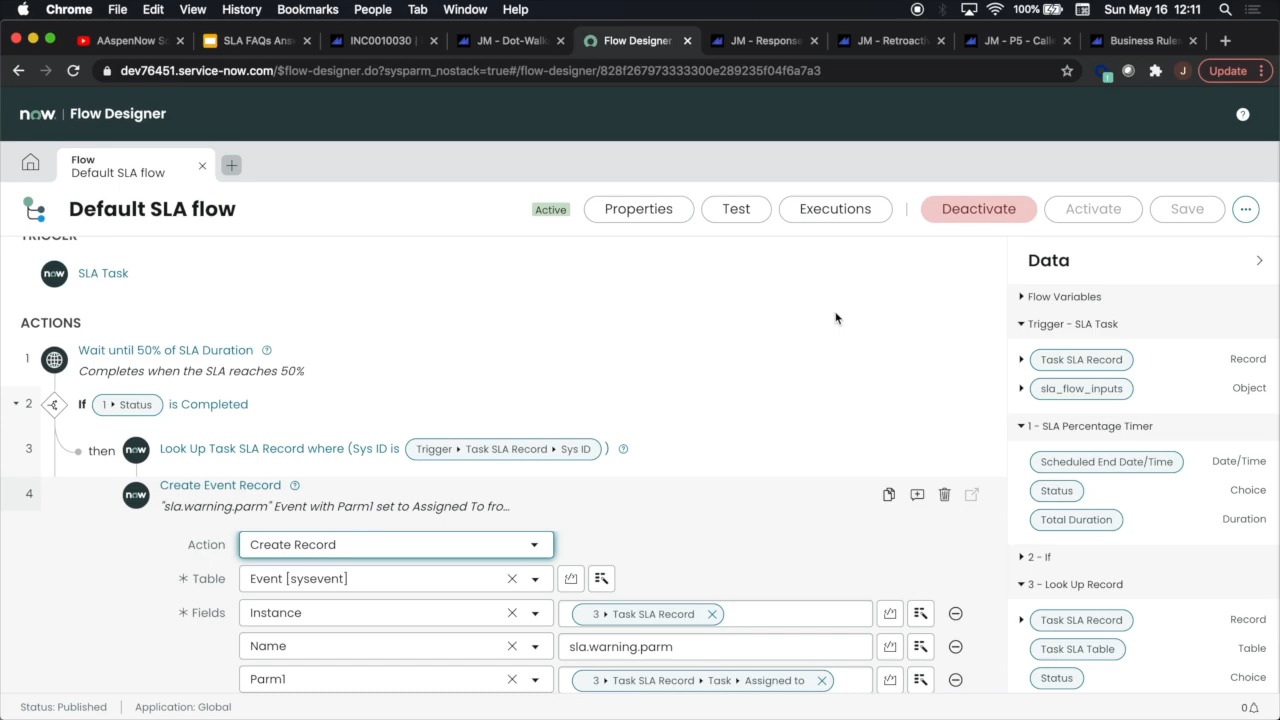 Chrome File Edit View History Bookmarks People Tab Window Help 100% Sun May 16 12:11
AAspenNow S SLA FAQs Ans INC0010030 | JM - Dot-Walk Flow Designer JM - Response JM - Retroactiv JM - P5 - Calle Business Rule
dev76451.service-now.com/$flow-designer.do?sysparm_nostack=true#/flow-designer/828f267973333300e289235f04f6a7a3 J Update
now | Flow Designer
Flow
Default SLA flow
Default SLA flow Active Properties Test Executions | Deactivate Activate Save
TRIGGER
now SLA Task
ACTIONS
1 Wait until 50% of SLA Duration
Completes when the SLA reaches 50%
2 If 1 Status is Completed
3 then now Look Up Task SLA Record where (Sys ID is Trigger Task SLA Record Sys ID )
4 now Create Event Record
"sla.warning.parm" Event with Parm1 set to Assigned To fro...
Action Create Record
* Table Event [sysevent]
* Fields Instance 3 Task SLA Record
Name sla.warning.parm
Parm1 3 Task SLA Record Task Assigned to
Data
Flow Variables
Trigger - SLA Task
Task SLA Record Record
sla_flow_inputs Object
1 - SLA Percentage Timer
Scheduled End Date/Time Date/Time
Status Choice
Total Duration Duration
2 - If
3 - Look Up Record
Task SLA Record Record
Task SLA Table Table
Status Choice
Status: Published | Application: Global 0